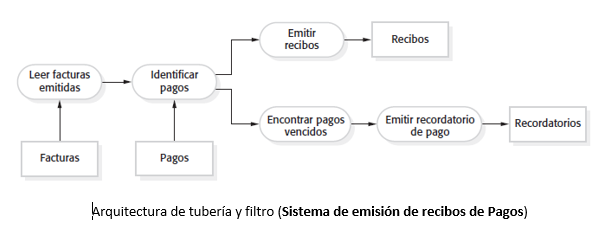 Emitir
recibos
Recibos
Leer facturas
emitidas
Identificar
pagos
Encontrar pagos
vencidos
Emitir recordatorio
de pago
Recordatorios
Facturas
Pagos
Arquitectura de tubería y filtro (Sistema de emisión de recibos de Pagos)